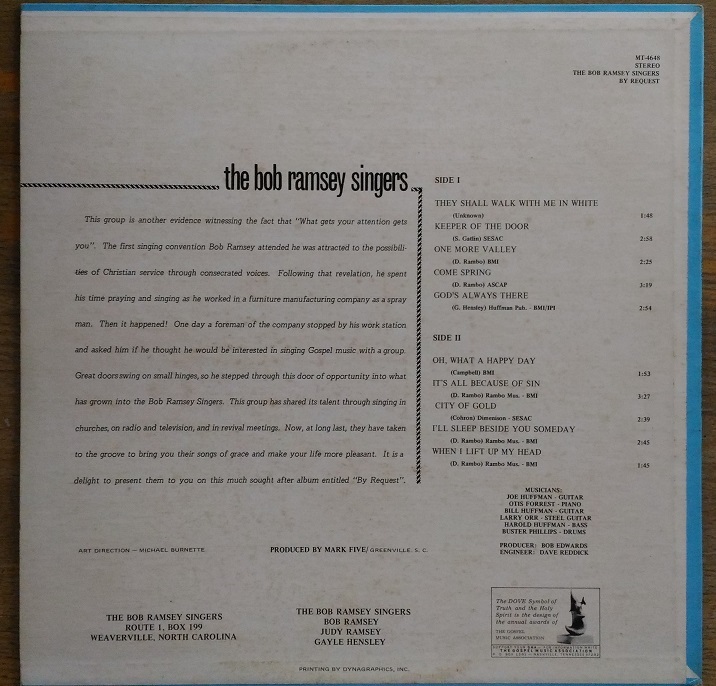 MT-4648
STEREO
THE BOB RAMSEY SINGERS
BY REQUEST
the bob ramsey singers
This group is another evidence witnessing the fact that "What gets your attention gets
you". The first singing convention Bob Ramsey attended he was attracted to the possibili-
ties of Christian service through consecrated voices. Following that revelation, he spent
his time praying and singing as he worked in a furniture manufacturing company as a spray
man. Then it happened! One day a foreman of the company stopped by his work station
and asked him if he thought he would be interested in singing Gospel music with a group.
Great doors swing on small hinges, so he stepped through this door of opportunity into what
has grown into the Bob Ramsey Singers. This group has shared its talent through singing in
churches, on radio and television, and in revival meetings. Now, at long last, they have taken
to the groove to bring you their songs of grace and make your life more pleasant. It is a
delight to present them to you on this much sought after album entitled "By Request".
SIDE I
THEY SHALL WALK WITH ME IN WHITE
(Unknown) 1:48
KEEPER OF THE DOOR
(S. Gattin) SESAC 2:58
ONE MORE VALLEY
(D. Rambo) BMI 2:25
COME SPRING
(D. Rambo) ASCAP 3:19
GOD'S ALWAYS THERE
(G. Hensley) Huffman Pub. - BMI/IPI 2:54
SIDE II
OH, WHAT A HAPPY DAY
(Campbell) BMI 1:53
IT'S ALL BECAUSE OF SIN
(D. Rambo) Rambo Mus. - BMI 3:27
CITY OF GOLD
(Cohron) Dimension - SESAC 2:39
I'LL SLEEP BESIDE YOU SOMEDAY
(D. Rambo) Rambo Mus. - BMI 2:45
WHEN I LIFT UP MY HEAD
(D. Rambo) Rambo Mus. - BMI 1:45
MUSICIANS:
JOE HUFFMAN - GUITAR
OTIS FORREST - PIANO
BILL HUFFMAN - GUITAR
LARRY ORR - STEEL GUITAR
HAROLD HUFFMAN - BASS
BUSTER PHILLIPS - DRUMS
PRODUCER: BOB EDWARDS
ENGINEER: DAVE REDDICK
ART DIRECTION — MICHAEL BURNETTE
PRODUCED BY MARK FIVE/ GREENVILLE, S. C.
THE BOB RAMSEY SINGERS
ROUTE 1, BOX 199
WEAVERVILLE, NORTH CAROLINA
THE BOB RAMSEY SINGERS
BOB RAMSEY
JUDY RAMSEY
GAYLE HENSLEY
The DOVE Symbol of
Truth and the Holy
Spirit is the design of
the annual awards of
THE GOSPEL
MUSIC ASSOCIATION
THE GOSPEL MUSIC ASSOCIATION
PRINTING BY DYNAGRAPHICS, INC.